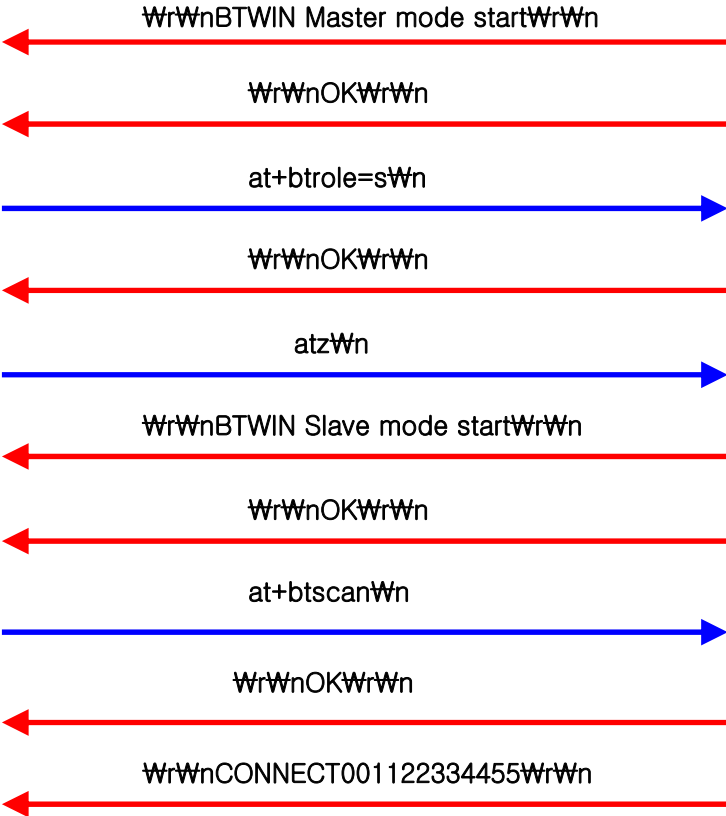 ₩r₩nBTWIN Master mode start₩r₩n
₩r₩nOK₩r₩n
at+btrole=s₩n
₩r₩nOK₩r₩n
atz₩n
₩r₩nBTWIN Slave mode start₩r₩n
₩r₩nOK₩r₩n
at+btscan₩n
₩r₩nOK₩r₩n
₩r₩nCONNECT001122334455₩r₩n